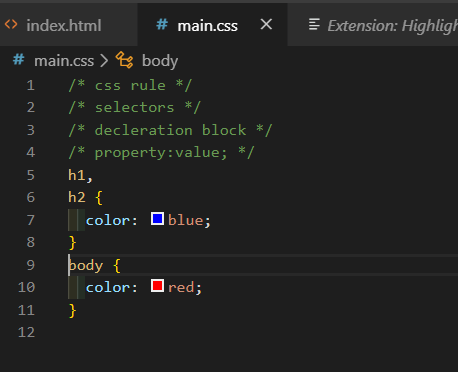 index.html # main.css × Extension: Highligh
# main.css > body
1 /* css rule */
2 /* selectors */
3 /* decleration block */
4 /* property:value; */
5 h1,
6 h2 {
7 color: blue;
8 }
9 body {
10 color: red;
11 }
12